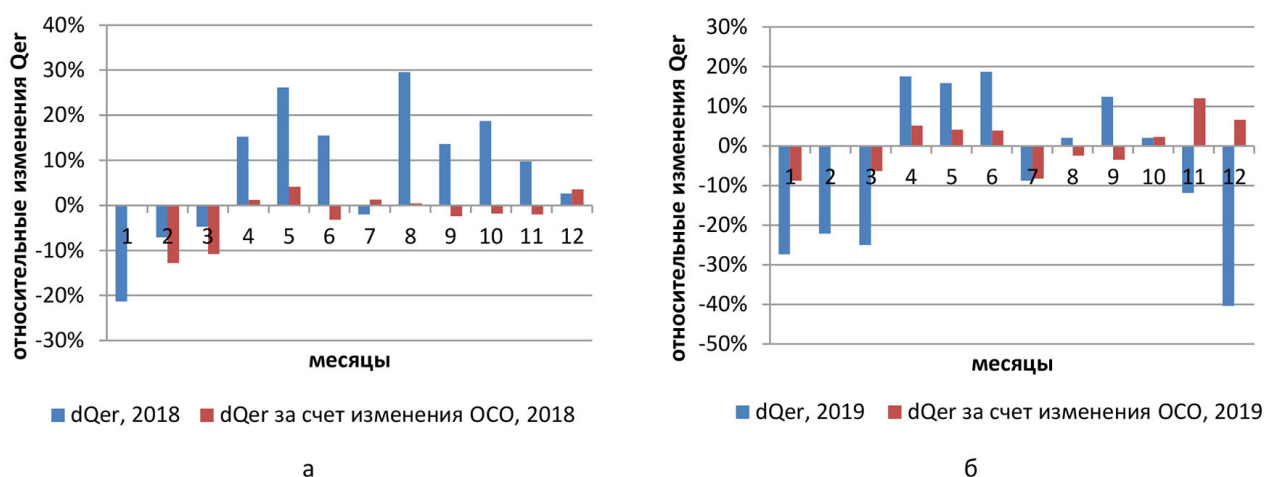 относительные изменения Qer
40%
30%
20%
10%
0%
-10%
-20%
-30%
1 2 3 4 5 6 7 8 9 10 11 12
месяцы
dQer, 2018 dQer за счет изменения ОСО, 2018
а
относительные изменения Qer
30%
20%
10%
0%
-10%
-20%
-30%
-40%
-50%
1 2 3 4 5 6 7 8 9 10 11 12
месяцы
dQer, 2019 dQer за счет изменения ОСО, 2019
б